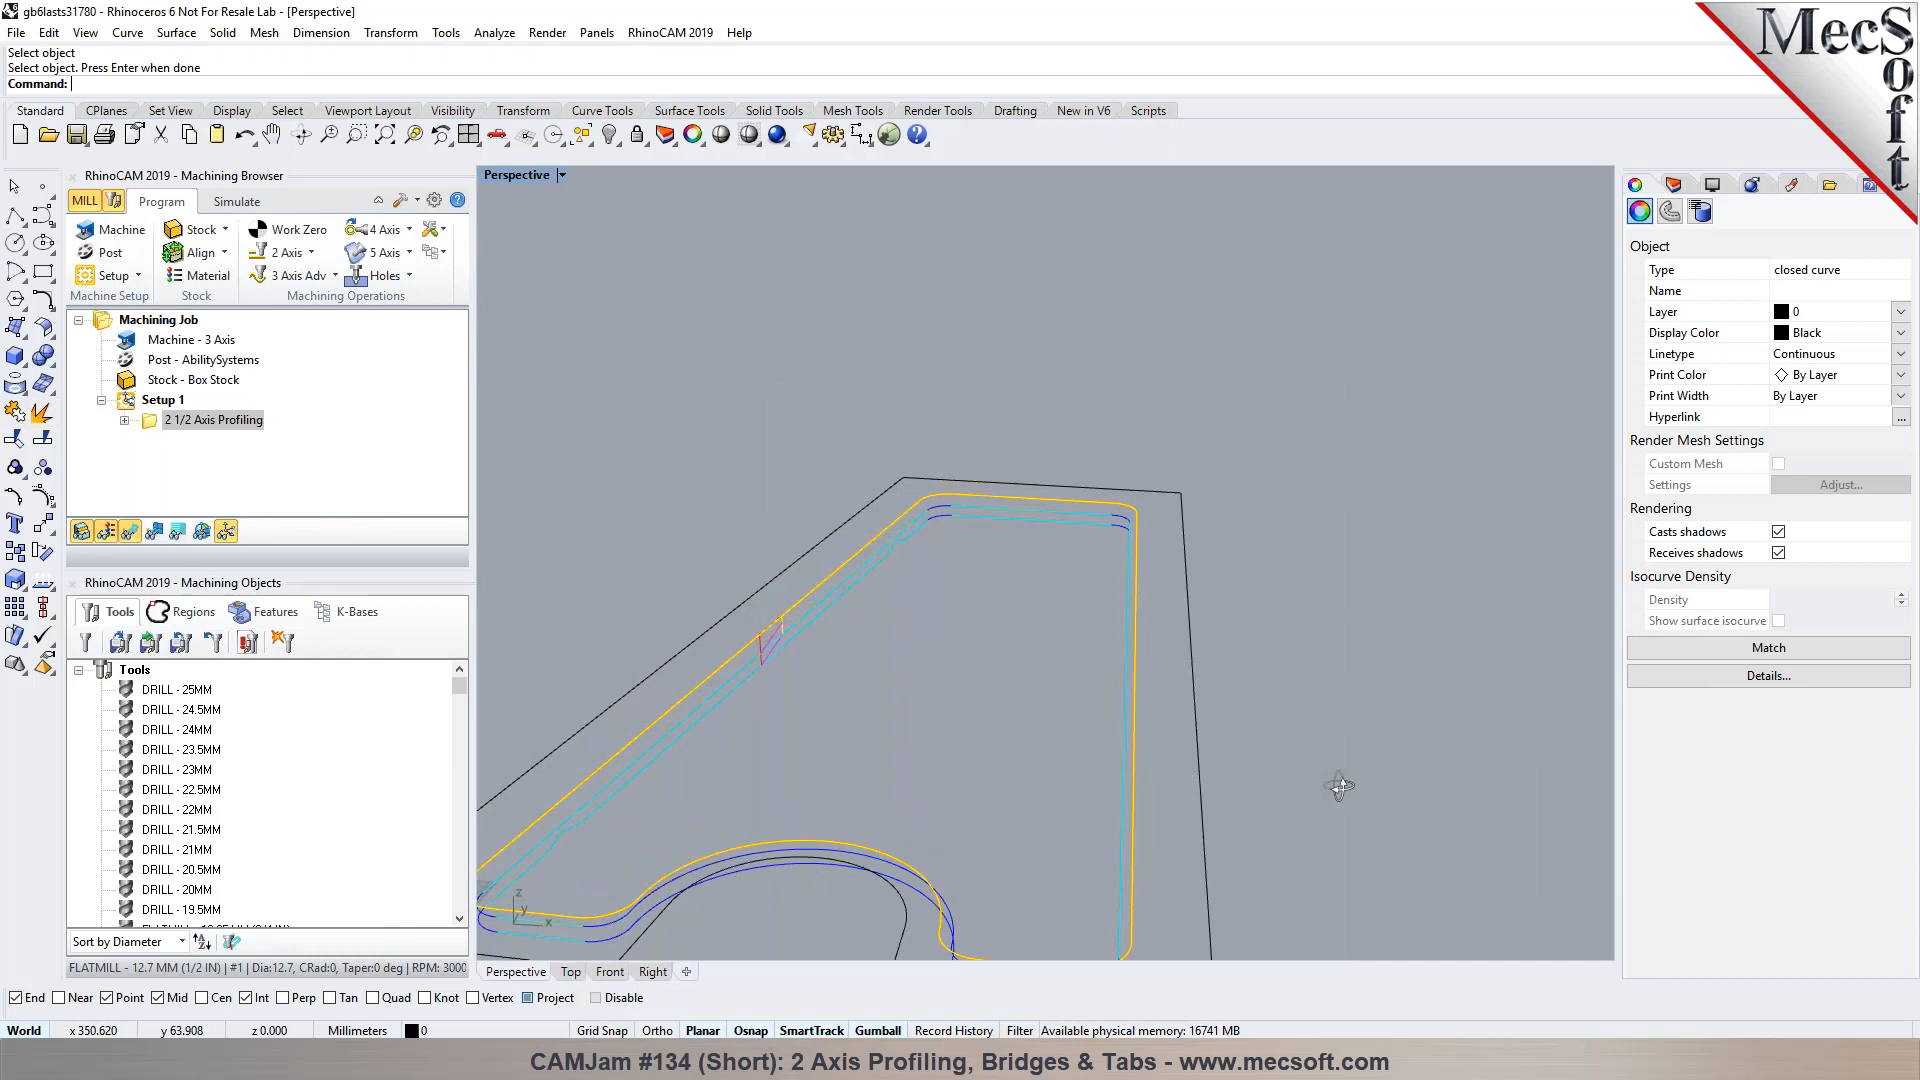 gb6lasts31780 - Rhinoceros 6 Not For Resale Lab - [Perspective]
File Edit View Curve Surface Solid Mesh Dimension Transform Tools Analyze Render Panels RhinoCAM 2019 Help
Select object
Select object. Press Enter when done
Command:
Standard CPlanes Set View Display Select Viewport Layout Visibility Transform Curve Tools Surface Tools Solid Tools Mesh Tools Render Tools Drafting New in V6 Scripts
MecSoft
RhinoCAM 2019 - Machining Browser
MILL Program Simulate
Machine Stock Work Zero 4 Axis
Post Align 2 Axis 5 Axis
Setup Material 3 Axis Adv Holes
Machine Setup Stock Machining Operations
Machining Job
Machine - 3 Axis
Post - AbilitySystems
Stock - Box Stock
Setup 1
2 1/2 Axis Profiling
RhinoCAM 2019 - Machining Objects
Tools Regions Features K-Bases
Tools
DRILL - 25MM
DRILL - 24.5MM
DRILL - 24MM
DRILL - 23.5MM
DRILL - 23MM
DRILL - 22.5MM
DRILL - 22MM
DRILL - 21.5MM
DRILL - 21MM
DRILL - 20.5MM
DRILL - 20MM
DRILL - 19.5MM
Sort by Diameter
FLATMILL - 12.7 MM (1/2 IN) | #1 | Dia:12.7, CRad:0, Taper:0 deg | RPM: 3000
Perspective
z
y
x
Perspective Top Front Right
Object
Type closed curve
Name
Layer 0
Display Color Black
Linetype Continuous
Print Color By Layer
Print Width By Layer
Hyperlink ...
Render Mesh Settings
Custom Mesh
Settings Adjust...
Rendering
Casts shadows
Receives shadows
Isocurve Density
Density
Show surface isocurve
Match
Details...
End Near Point Mid Cen Int Perp Tan Quad Knot Vertex Project Disable
World x 350.620 y 63.908 z 0.000 Millimeters 0 Grid Snap Ortho Planar Osnap SmartTrack Gumball Record History Filter Available physical memory: 16741 MB
CAMJam #134 (Short): 2 Axis Profiling, Bridges & Tabs - www.mecsoft.com